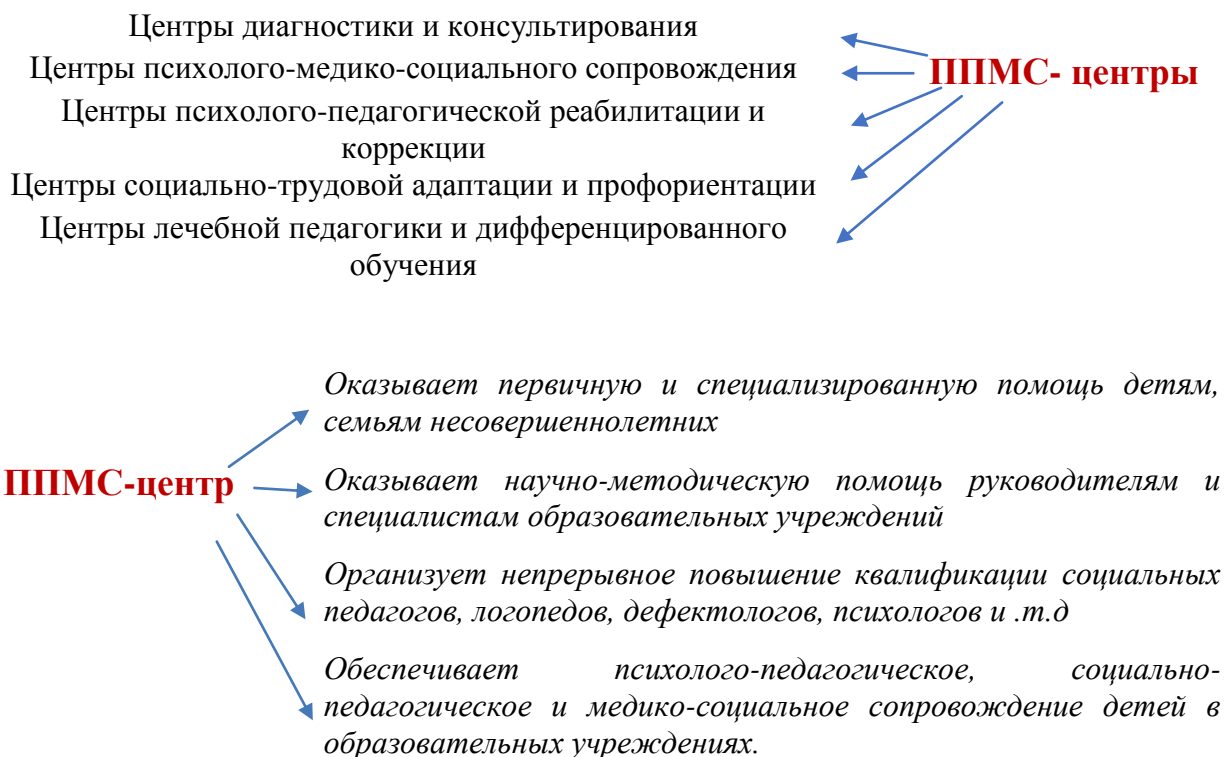 Центры диагностики и консультирования
Центры психолого-медико-социального сопровождения
ППМС- центры
Центры психолого-педагогической реабилитации и
коррекции
Центры социально-трудовой адаптации и профориентации
Центры лечебной педагогики и дифференцированного
обучения
Оказывает первичную и специализированную помощь детям,
семьям несовершеннолетних
ППМС-центр
Оказывает научно-методическую помощь руководителям и
специалистам образовательных учреждений
Организует непрерывное повышение квалификации социальных
педагогов, логопедов, дефектологов, психологов и .т.д
Обеспечивает психолого-педагогическое, социально-
педагогическое и медико-социальное сопровождение детей в
образовательных учреждениях.